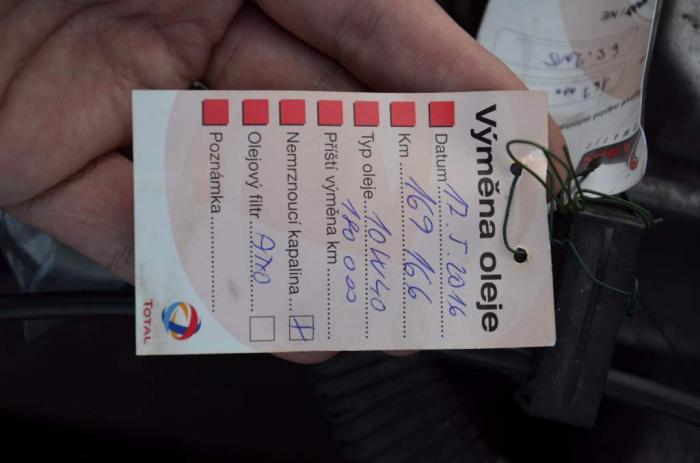 Výměna oleje
Datum 12. 5. 2016
Km 169 166
Typ oleje 10W40
Příští výměna km 180 000
Nemrznoucí kapalina X
Olejový filtr ANO
Poznámka
TOTAL